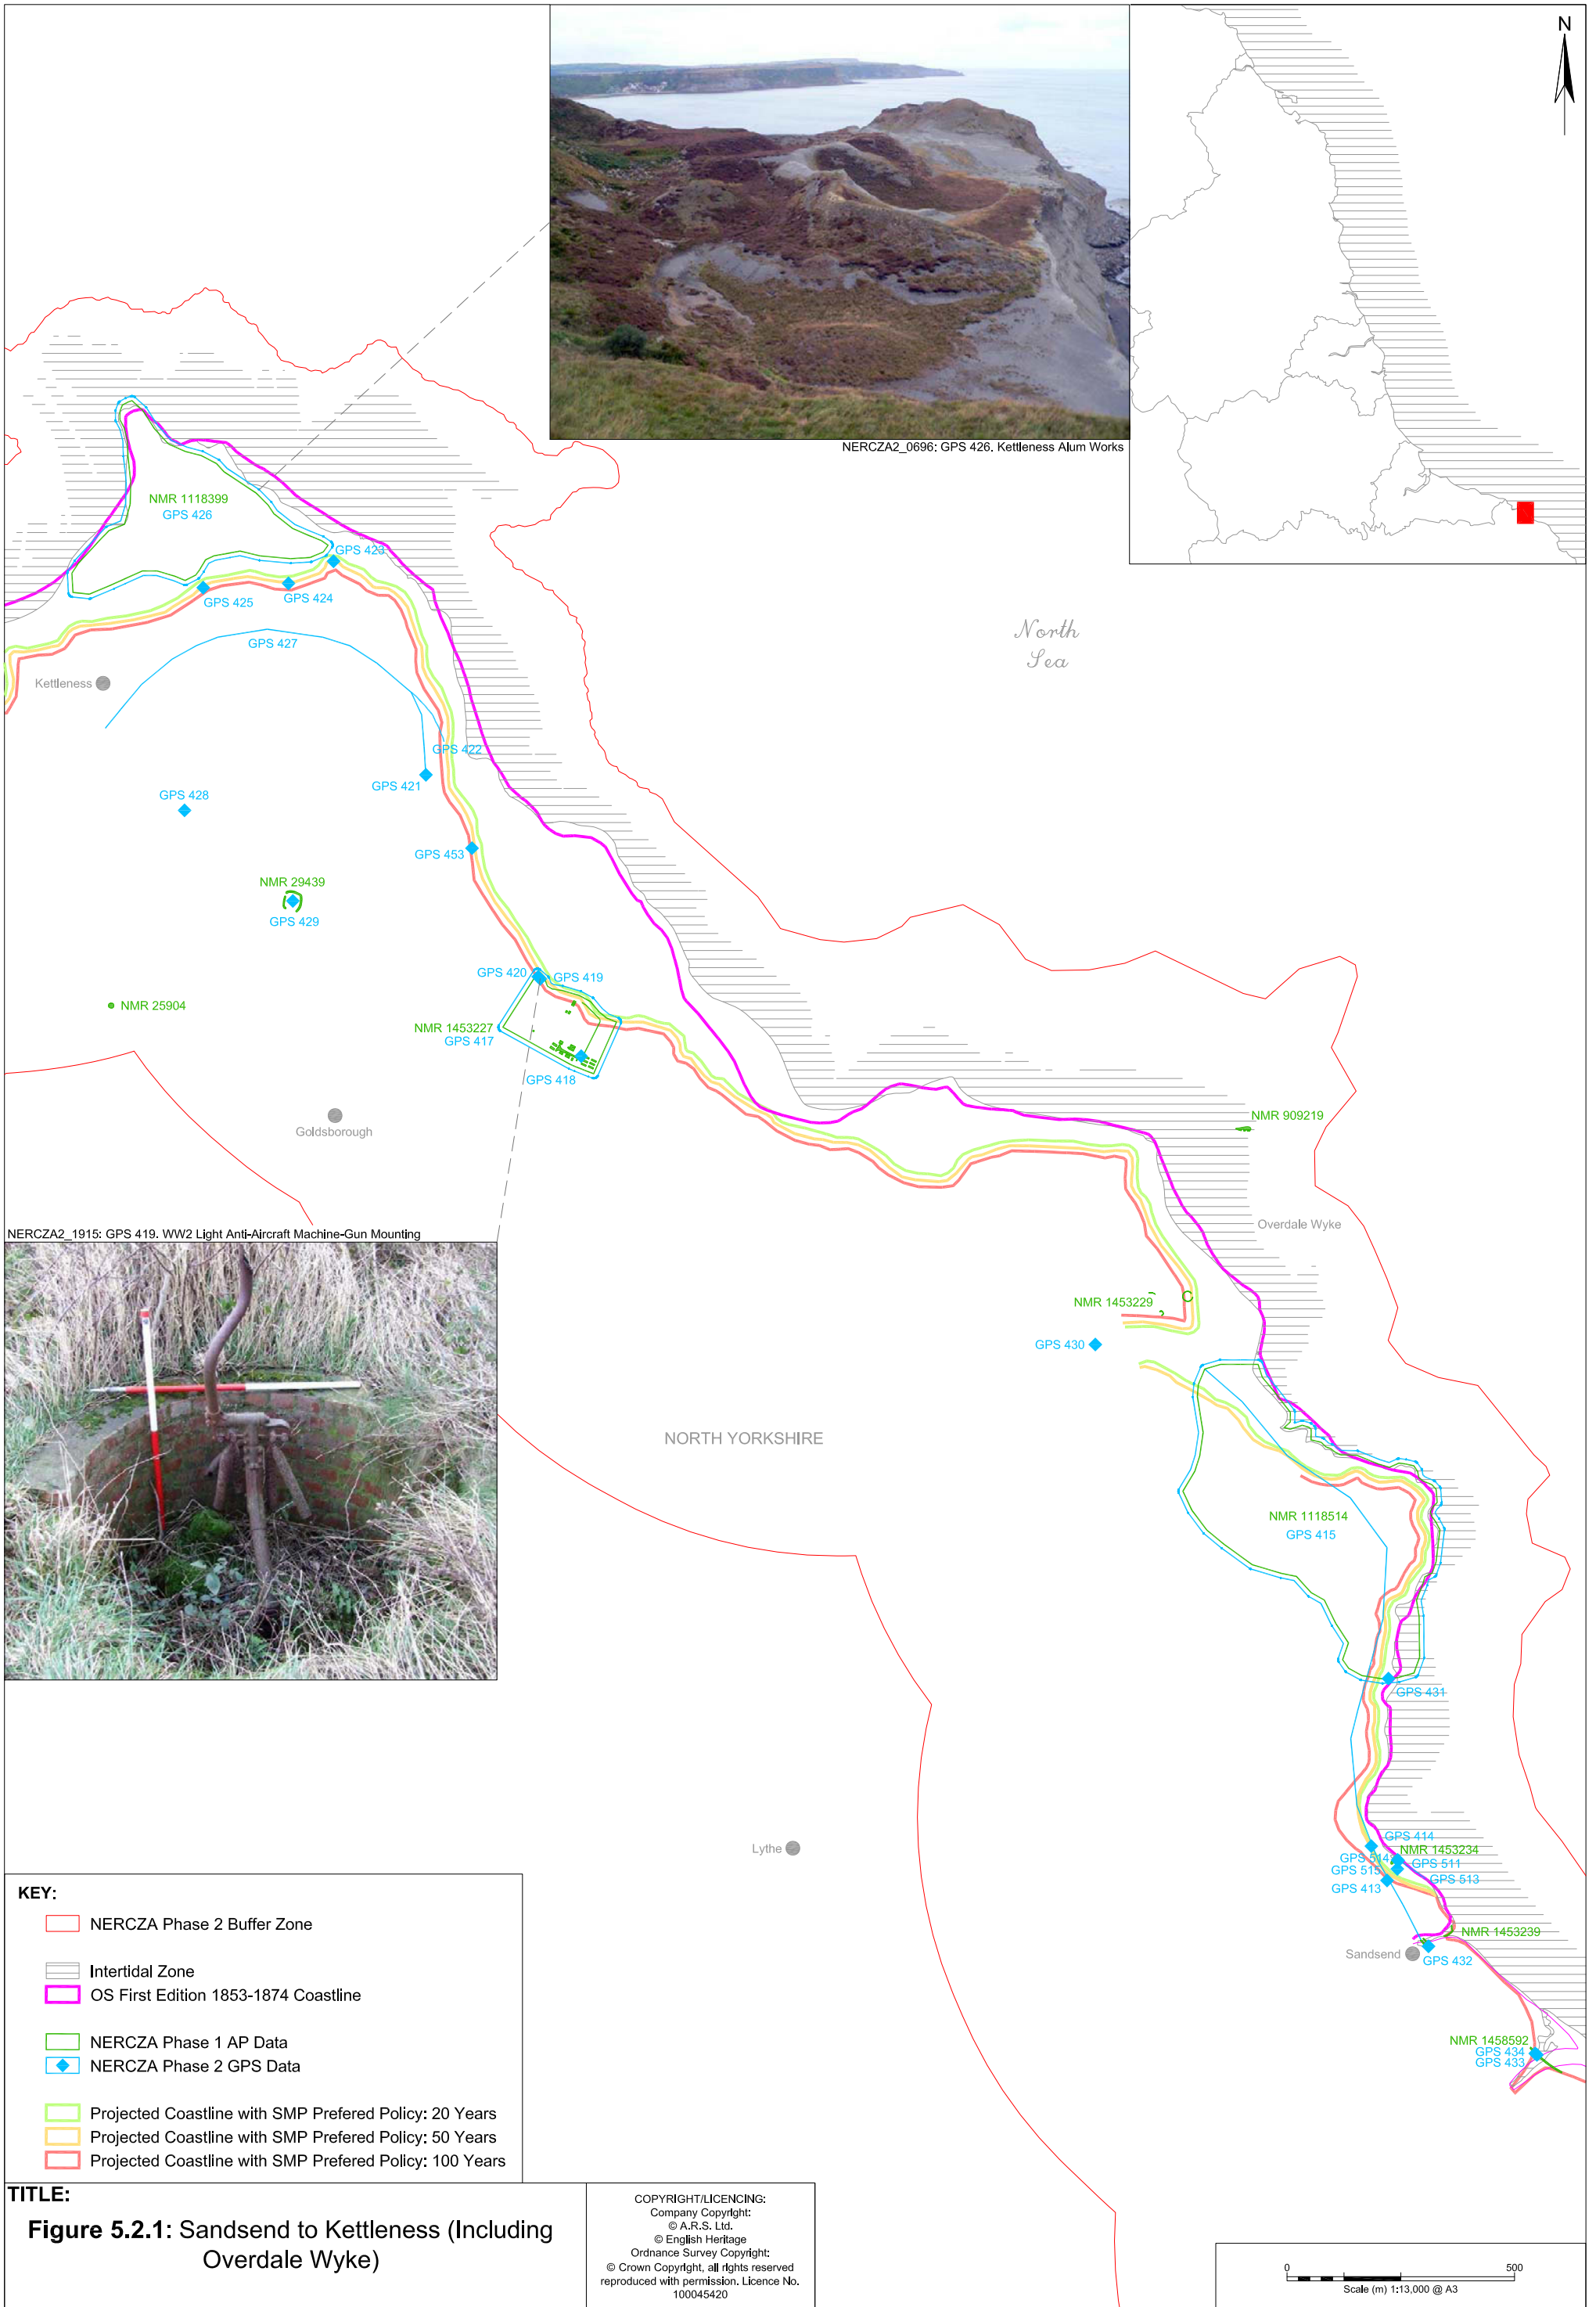 N
NERCZA2_0696: GPS 426. Kettleness Alum Works
NMR 1118399
GPS 426
GPS 423
GPS 425
GPS 424
GPS 427
North
Sea
Kettleness
GPS 422
GPS 421
GPS 428
GPS 453
NMR 29439
GPS 429
GPS 420
GPS 419
NMR 25904
NMR 1453227
GPS 417
GPS 418
NMR 909219
Goldsborough
Overdale Wyke
NERCZA2_1915: GPS 419. WW2 Light Anti-Aircraft Machine-Gun Mounting
NMR 1453229
GPS 430
NORTH YORKSHIRE
NMR 1118514
GPS 415
GPS 431
GPS 414
Lythe
NMR 1453234
GPS 514
GPS 511
GPS 515
GPS 513
GPS 413
NMR 1453239
Sandsend
GPS 432
NMR 1458592
GPS 434
GPS 433
KEY:
NERCZA Phase 2 Buffer Zone
Intertidal Zone
OS First Edition 1853-1874 Coastline
NERCZA Phase 1 AP Data
NERCZA Phase 2 GPS Data
Projected Coastline with SMP Prefered Policy: 20 Years
Projected Coastline with SMP Prefered Policy: 50 Years
Projected Coastline with SMP Prefered Policy: 100 Years
TITLE:
Figure 5.2.1: Sandsend to Kettleness (Including
Overdale Wyke)
COPYRIGHT/LICENCING:
Company Copyright:
© A.R.S. Ltd.
© English Heritage
Ordnance Survey Copyright:
© Crown Copyright, all rights reserved
reproduced with permission. Licence No.
100045420
0 500
Scale (m) 1:13,000 @ A3